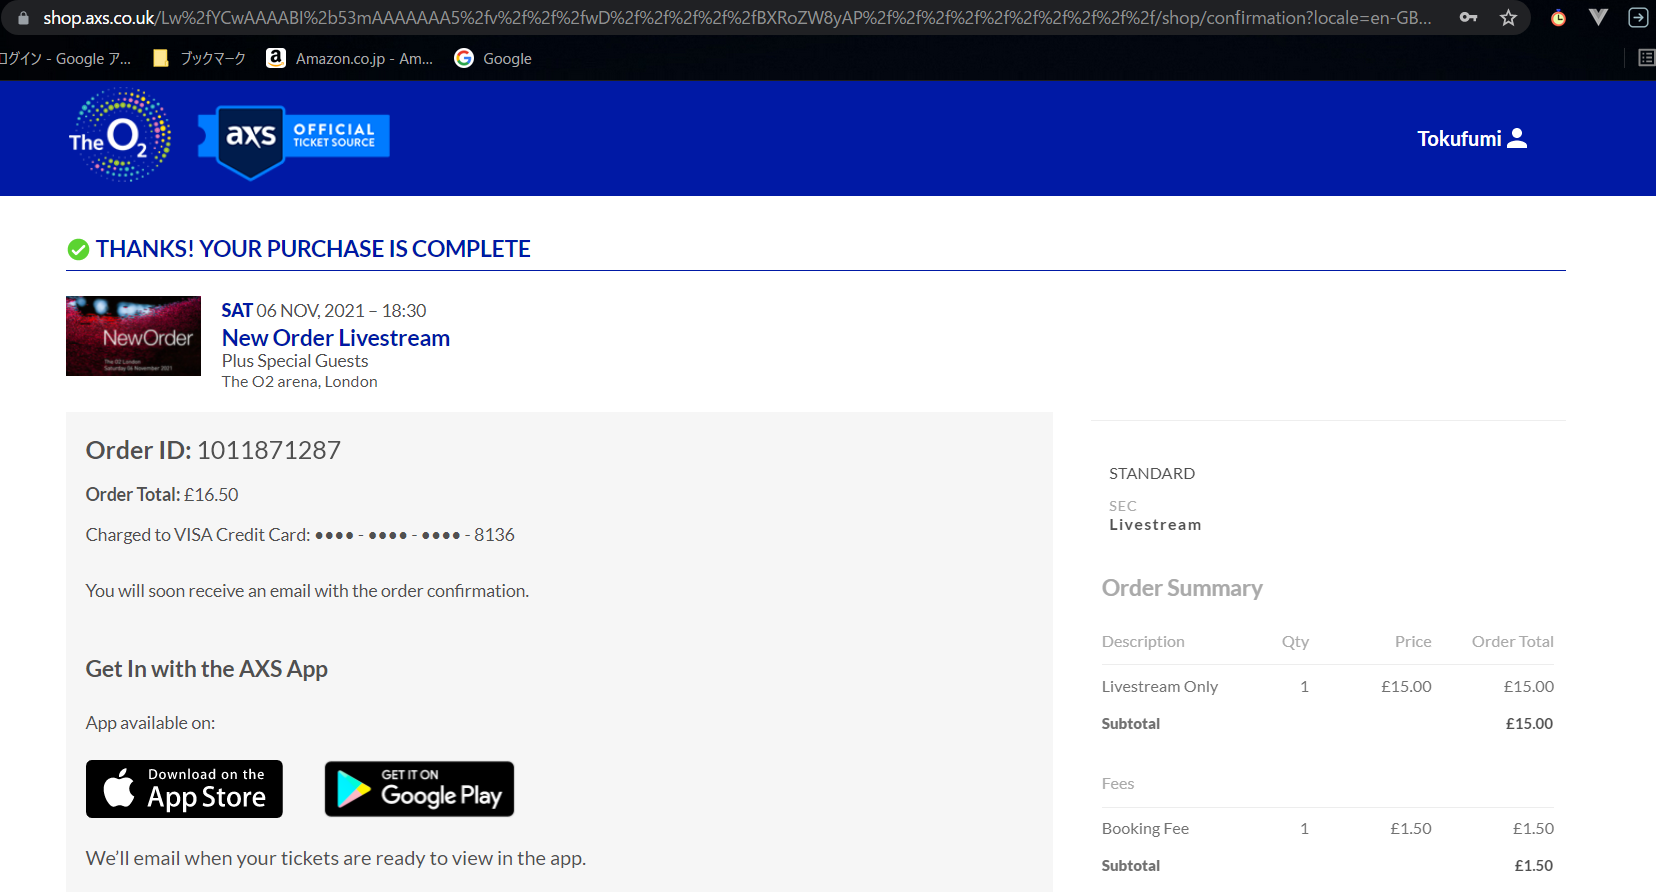 shop.axs.co.uk/Lw%2fYCwAAAABI%2b53mAAAAAAA5%2fv%2f%2f%2fwD%2f%2f%2f%2f%2fBXRoZW8yAP%2f%2f%2f%2f%2f%2f%2f%2f%2f%2f/shop/confirmation?locale=en-GB...
ログイン - Google ア... ブックマーク Amazon.co.jp - Am... Google
The O2 axs OFFICIAL
TICKET SOURCE
Tokufumi
THANKS! YOUR PURCHASE IS COMPLETE
NewOrder
The O2 London
Saturday 06 November 2021
SAT 06 NOV, 2021 – 18:30
New Order Livestream
Plus Special Guests
The O2 arena, London
Order ID: 1011871287
Order Total: £16.50
Charged to VISA Credit Card: •••• - •••• - •••• - 8136
You will soon receive an email with the order confirmation.
Get In with the AXS App
App available on:
Download on the
App Store
GET IT ON
Google Play
We'll email when your tickets are ready to view in the app.
STANDARD
SEC
Livestream
Order Summary
Description Qty Price Order Total
Livestream Only 1 £15.00 £15.00
Subtotal £15.00
Fees
Booking Fee 1 £1.50 £1.50
Subtotal £1.50